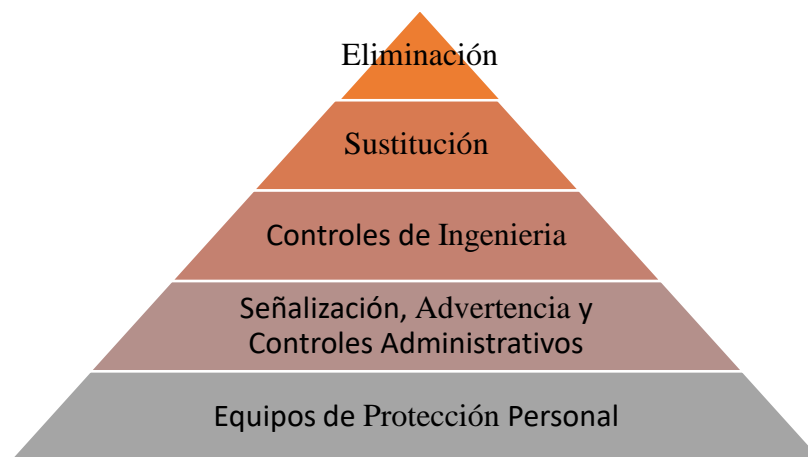 Eliminación
Sustitución
Controles de Ingenieria
Señalización, Advertencia y
Controles Administrativos
Equipos de Protección Personal